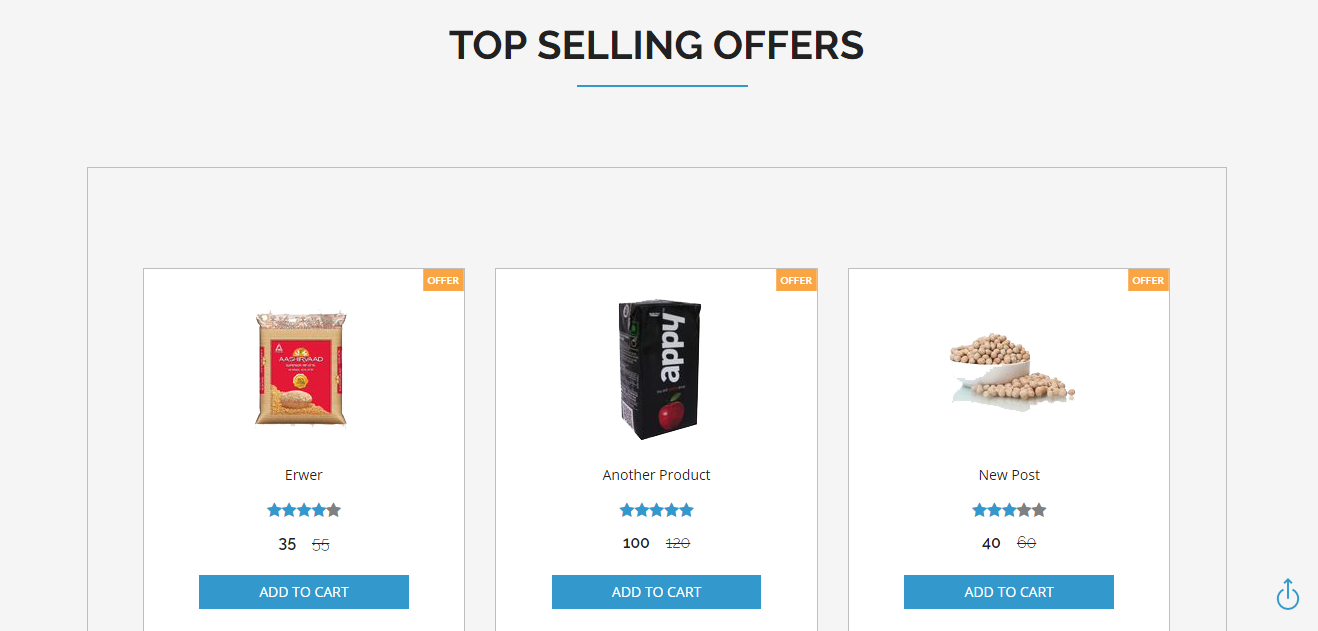 TOP SELLING OFFERS
OFFER
AASHIRVAAD
Erwer
35 55
ADD TO CART
OFFER
appy
Another Product
100 120
ADD TO CART
OFFER
New Post
40 60
ADD TO CART